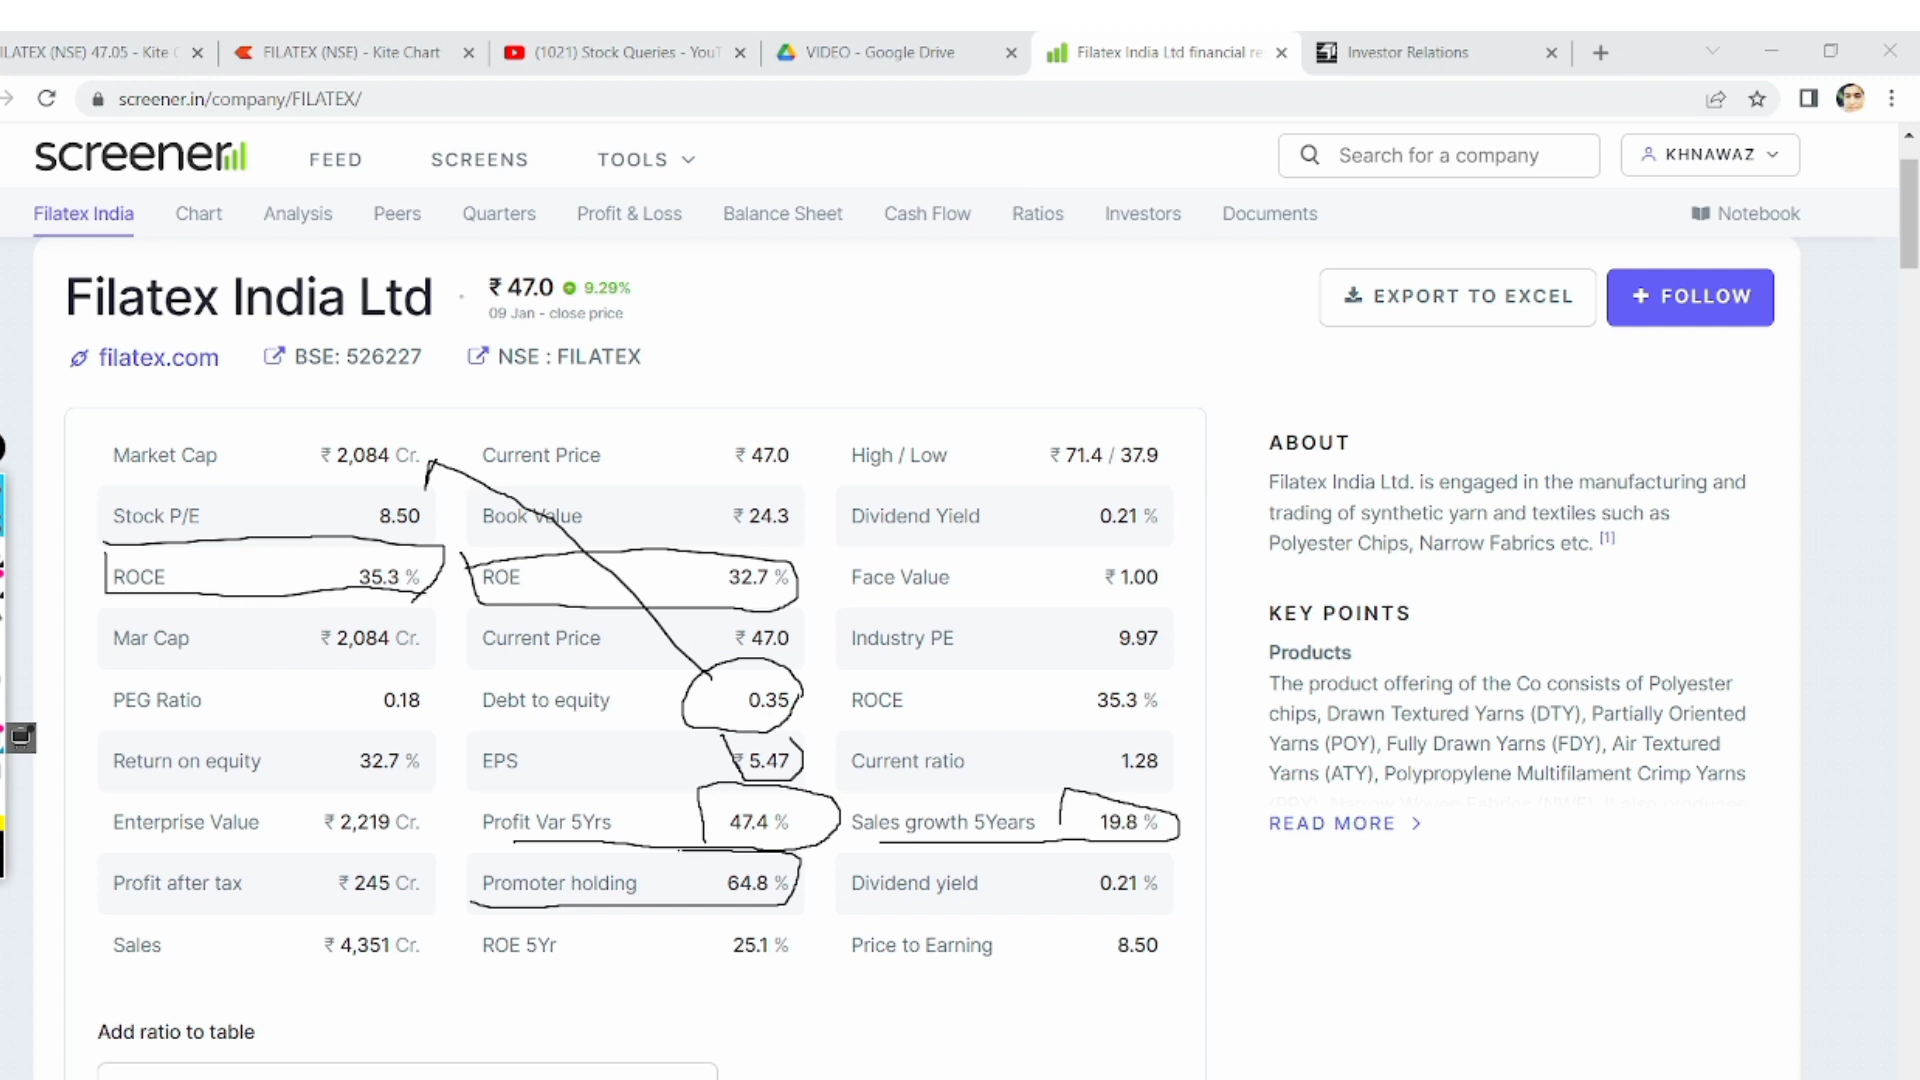 ILATEX (NSE) 47.05 - Kite C
FILATEX (NSE) - Kite Chart
(1021) Stock Queries - YouT
VIDEO - Google Drive
Filatex India Ltd financial re
Investor Relations
screener.in/company/FILATEX/
screener
FEED
SCREENS
TOOLS
Search for a company
KHNAWAZ
Filatex India
Chart
Analysis
Peers
Quarters
Profit & Loss
Balance Sheet
Cash Flow
Ratios
Investors
Documents
Notebook
Filatex India Ltd
₹ 47.0 9.29%
09 Jan - close price
EXPORT TO EXCEL
+ FOLLOW
filatex.com
BSE: 526227
NSE : FILATEX
Market Cap ₹ 2,084 Cr.
Current Price ₹ 47.0
High / Low ₹ 71.4 / 37.9
Stock P/E 8.50
Book Value ₹ 24.3
Dividend Yield 0.21 %
ROCE 35.3 %
ROE 32.7 %
Face Value ₹ 1.00
Mar Cap ₹ 2,084 Cr.
Current Price ₹ 47.0
Industry PE 9.97
PEG Ratio 0.18
Debt to equity 0.35
ROCE 35.3 %
Return on equity 32.7 %
EPS ₹ 5.47
Current ratio 1.28
Enterprise Value ₹ 2,219 Cr.
Profit Var 5Yrs 47.4 %
Sales growth 5Years 19.8 %
Profit after tax ₹ 245 Cr.
Promoter holding 64.8 %
Dividend yield 0.21 %
Sales ₹ 4,351 Cr.
ROE 5Yr 25.1 %
Price to Earning 8.50
Add ratio to table
ABOUT
Filatex India Ltd. is engaged in the manufacturing and
trading of synthetic yarn and textiles such as
Polyester Chips, Narrow Fabrics etc. [1]
KEY POINTS
Products
The product offering of the Co consists of Polyester
chips, Drawn Textured Yarns (DTY), Partially Oriented
Yarns (POY), Fully Drawn Yarns (FDY), Air Textured
Yarns (ATY), Polypropylene Multifilament Crimp Yarns
READ MORE >